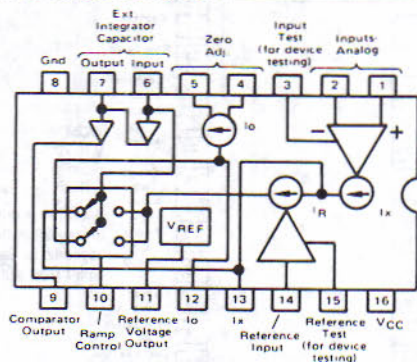 Ext.
Integrator
Capacitor
Zero
Adj.
Input
Test
(for device
testing)
Inputs-
Analog
Gnd
Output
Input
8
7
6
5
4
3
2
1
Io
−
+
IR
Ix
VREF
9
10
11
12
13
14
15
16
Comparator
Output
Ramp
Control
Reference
Voltage
Output
Io
Ix
Reference
Input
Reference
Test
(for device
testing)
VCC